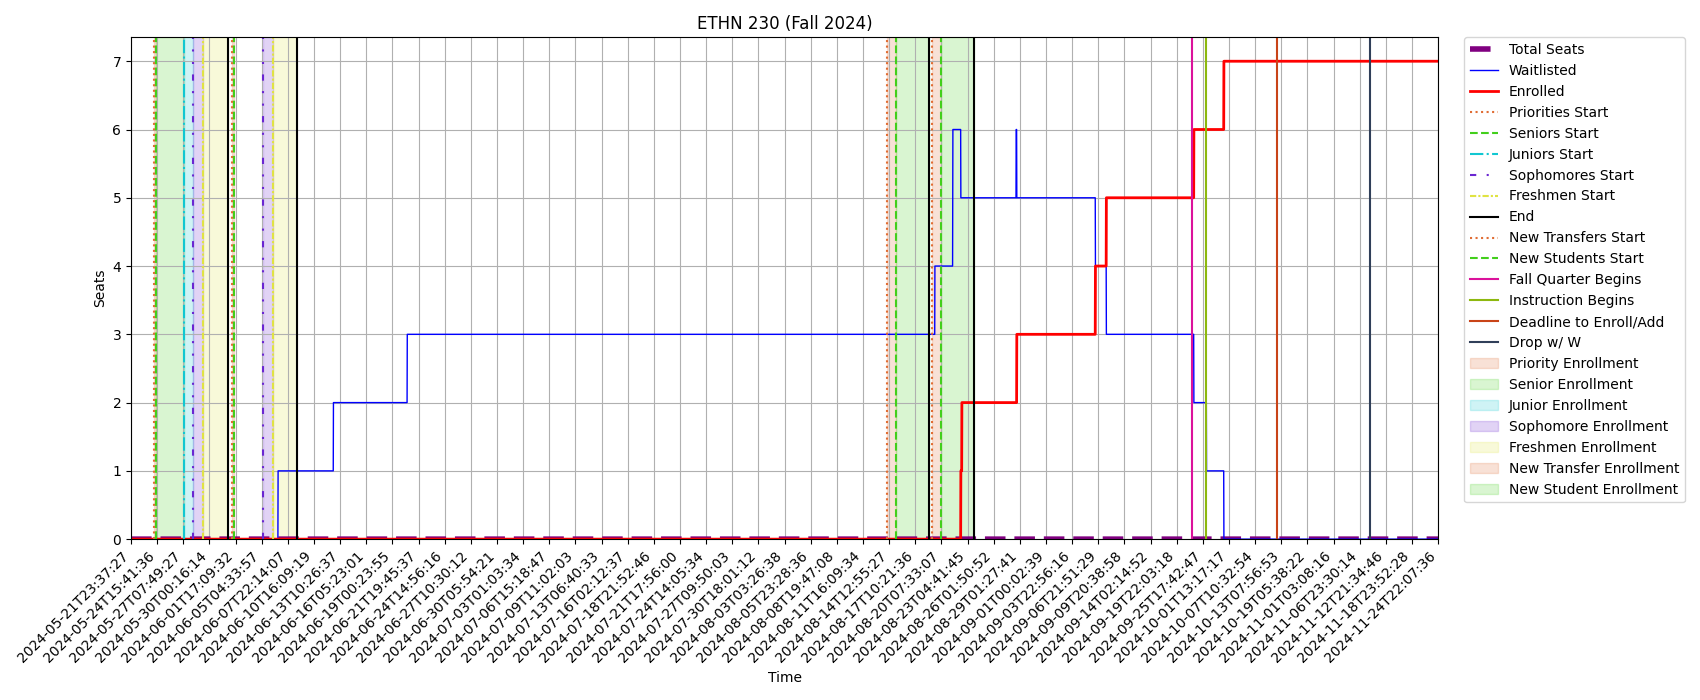 ETHN 230 (Fall 2024)
Seats
7
6
5
4
3
2
1
0
2024-05-21T23:37:27
2024-05-24T15:41:36
2024-05-27T07:49:27
2024-05-30T00:16:14
2024-06-01T17:09:32
2024-06-05T04:33:57
2024-06-07T22:14:07
2024-06-10T16:09:19
2024-06-13T10:26:37
2024-06-16T05:23:01
2024-06-19T00:23:55
2024-06-21T19:45:37
2024-06-24T14:56:16
2024-06-27T10:30:12
2024-06-30T05:54:21
2024-07-03T01:03:34
2024-07-06T15:18:47
2024-07-09T11:02:03
2024-07-13T06:40:33
2024-07-16T02:12:37
2024-07-18T21:52:46
2024-07-21T17:56:00
2024-07-24T14:05:34
2024-07-27T09:50:03
2024-07-30T18:01:12
2024-08-03T03:26:38
2024-08-05T23:28:36
2024-08-08T19:47:08
2024-08-11T16:09:34
2024-08-14T12:55:27
2024-08-17T10:21:36
2024-08-20T07:33:07
2024-08-23T04:41:45
2024-08-26T01:50:52
2024-08-29T01:27:41
2024-09-01T00:02:39
2024-09-03T22:56:16
2024-09-06T21:51:29
2024-09-09T20:38:58
2024-09-14T02:14:52
2024-09-19T22:03:18
2024-09-25T17:42:47
2024-10-01T13:17:17
2024-10-07T10:32:54
2024-10-13T07:56:53
2024-10-19T05:38:22
2024-11-01T03:08:16
2024-11-06T23:30:14
2024-11-12T21:34:46
2024-11-18T23:52:28
2024-11-24T22:07:36
Time
Total Seats
Waitlisted
Enrolled
Priorities Start
Seniors Start
Juniors Start
Sophomores Start
Freshmen Start
End
New Transfers Start
New Students Start
Fall Quarter Begins
Instruction Begins
Deadline to Enroll/Add
Drop w/ W
Priority Enrollment
Senior Enrollment
Junior Enrollment
Sophomore Enrollment
Freshmen Enrollment
New Transfer Enrollment
New Student Enrollment